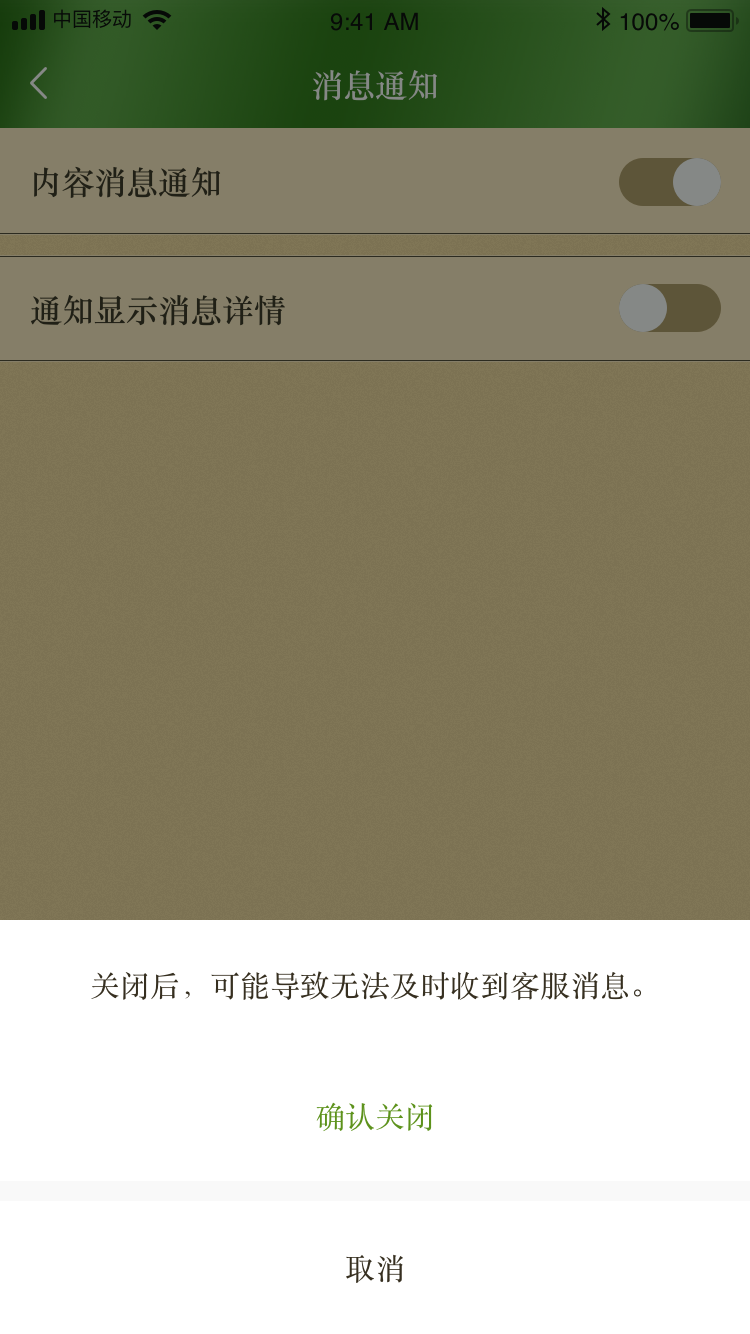 中国移动 9:41 AM 100%
消息通知
内容消息通知
通知显示消息详情
关闭后，可能导致无法及时收到客服消息。
确认关闭
取消